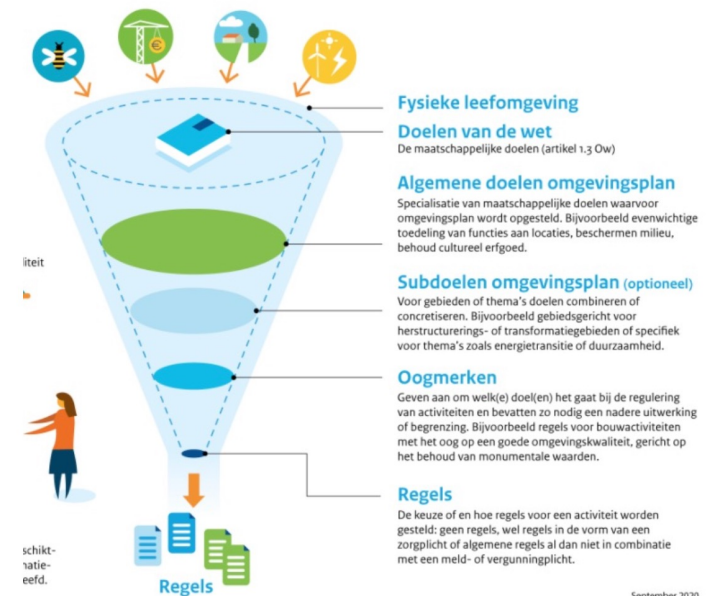 Fysieke leefomgeving
Doelen van de wet
De maatschappelijke doelen (artikel 1.3 Ow)
Algemene doelen omgevingsplan
Specialisatie van maatschappelijke doelen waarvoor
omgevingsplan wordt opgesteld. Bijvoorbeeld evenwichtige
toedeling van functies aan locaties, beschermen milieu,
behoud cultureel erfgoed.
liteit
Subdoelen omgevingsplan (optioneel)
Voor gebieden of thema's doelen combineren of
concretiseren. Bijvoorbeeld gebiedsgericht voor
herstructurerings- of transformatiegebieden of specifiek
voor thema's zoals energietransitie of duurzaamheid.
Oogmerken
Geven aan om welk(e) doel(en) het gaat bij de regulering
van activiteiten en bevatten zo nodig een nadere uitwerking
of begrenzing. Bijvoorbeeld regels voor bouwactiviteiten
met het oog op een goede omgevingskwaliteit, gericht op
het behoud van monumentale waarden.
Regels
De keuze of en hoe regels voor een activiteit worden
gesteld: geen regels, wel regels in de vorm van een
zorgplicht of algemene regels al dan niet in combinatie
met een meld- of vergunningplicht.
schikt-
natie-
eefd.
Regels
September 2020